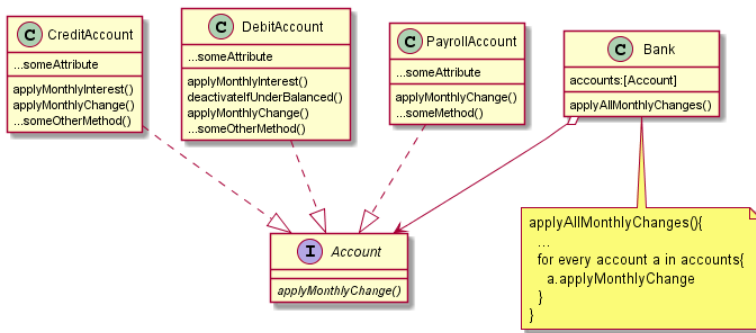 C CreditAccount
...someAttribute
applyMonthlyInterest()
applyMonthlyChange()
...someOtherMethod()
C DebitAccount
...someAttribute
applyMonthlyInterest()
deactivateIfUnderBalanced()
applyMonthlyChange()
...someOtherMethod()
C PayrollAccount
...someAttribute
applyMonthlyChange()
...someMethod()
C Bank
accounts:[Account]
applyAllMonthlyChanges()
I Account
applyMonthlyChange()
applyAllMonthlyChanges(){
...
for every account a in accounts{
a.applyMonthlyChange
}
}